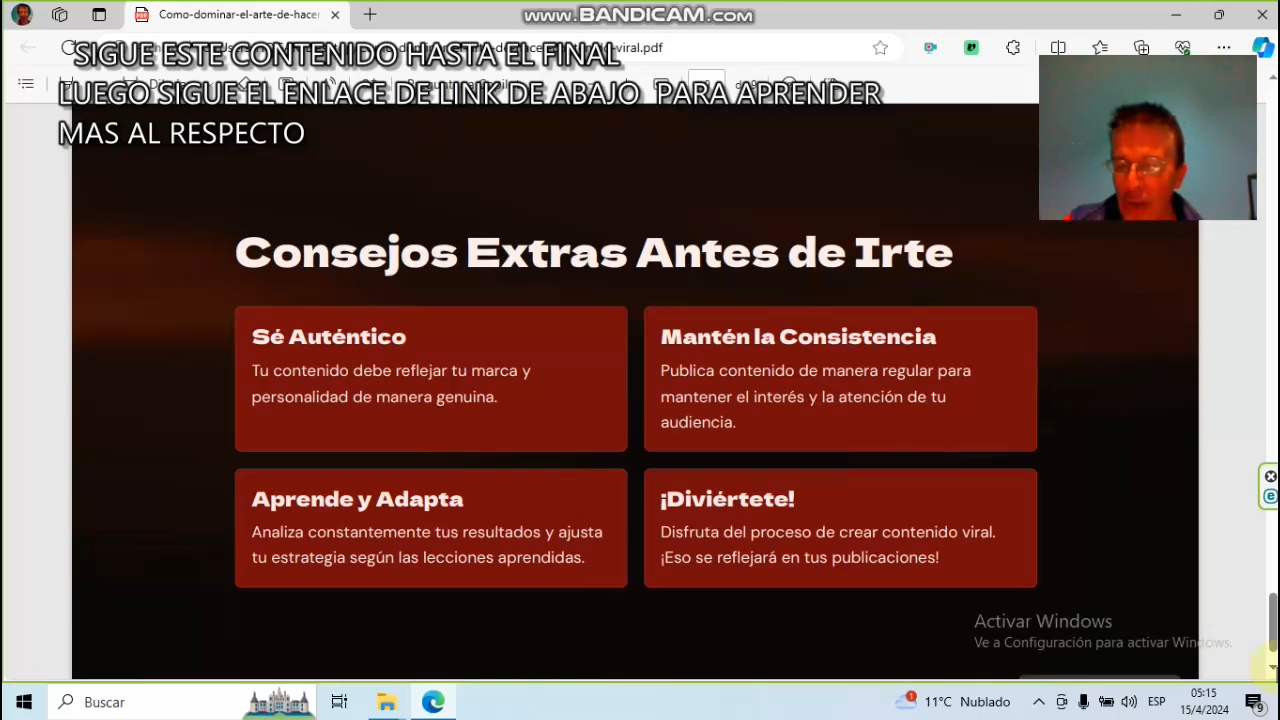 Como-dominar-el-arte-de-hacer
www.BANDICAM.com
viral.pdf
SIGUE ESTE CONTENIDO HASTA EL FINAL
LUEGO SIGUE EL ENLACE DE LINK DE ABAJO PARA APRENDER
MAS AL RESPECTO
Consejos Extras Antes de Irte
Sé Auténtico
Tu contenido debe reflejar tu marca y
personalidad de manera genuina.
Mantén la Consistencia
Publica contenido de manera regular para
mantener el interés y la atención de tu
audiencia.
Aprende y Adapta
Analiza constantemente tus resultados y ajusta
tu estrategia según las lecciones aprendidas.
¡Diviértete!
Disfruta del proceso de crear contenido viral.
¡Eso se reflejará en tus publicaciones!
Activar Windows
Ve a Configuración para activar Windows.
Buscar
1
11°C Nublado
ESP
05:15
15/4/2024
9